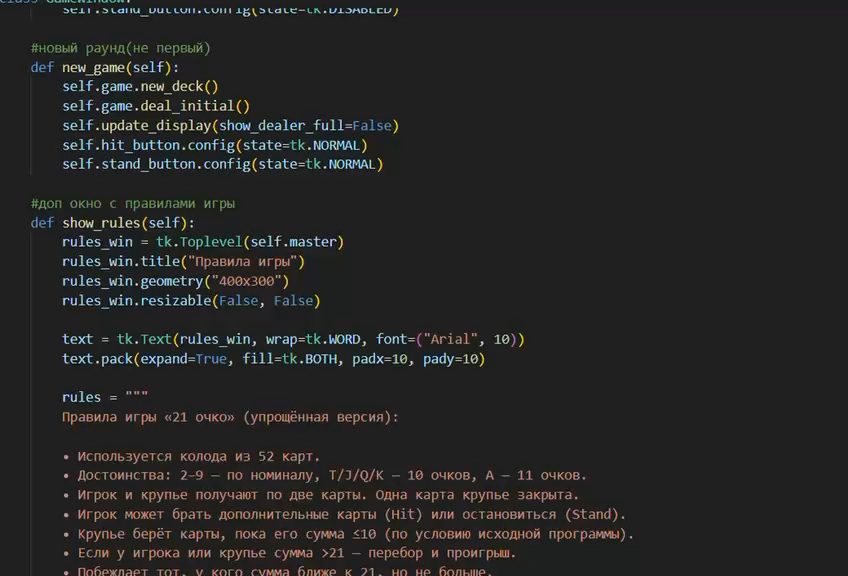 class GameWindow:
self.stand_button.config(state=tk.DISABLED)
#новый раунд(не первый)
def new_game(self):
self.game.new_deck()
self.game.deal_initial()
self.update_display(show_dealer_full=False)
self.hit_button.config(state=tk.NORMAL)
self.stand_button.config(state=tk.NORMAL)
#доп окно с правилами игры
def show_rules(self):
rules_win = tk.Toplevel(self.master)
rules_win.title("Правила игры")
rules_win.geometry("400x300")
rules_win.resizable(False, False)
text = tk.Text(rules_win, wrap=tk.WORD, font=("Arial", 10))
text.pack(expand=True, fill=tk.BOTH, padx=10, pady=10)
rules = """
Правила игры «21 очко» (упрощённая версия):
• Используется колода из 52 карт.
• Достоинства: 2–9 — по номиналу, T/J/Q/K — 10 очков, A — 11 очков.
• Игрок и крупье получают по две карты. Одна карта крупье закрыта.
• Игрок может брать дополнительные карты (Hit) или остановиться (Stand).
• Крупье берёт карты, пока его сумма ≤10 (по условию исходной программы).
• Если у игрока или крупье сумма >21 — перебор и проигрыш.
• Побеждает тот, у кого сумма ближе к 21, но не больше.